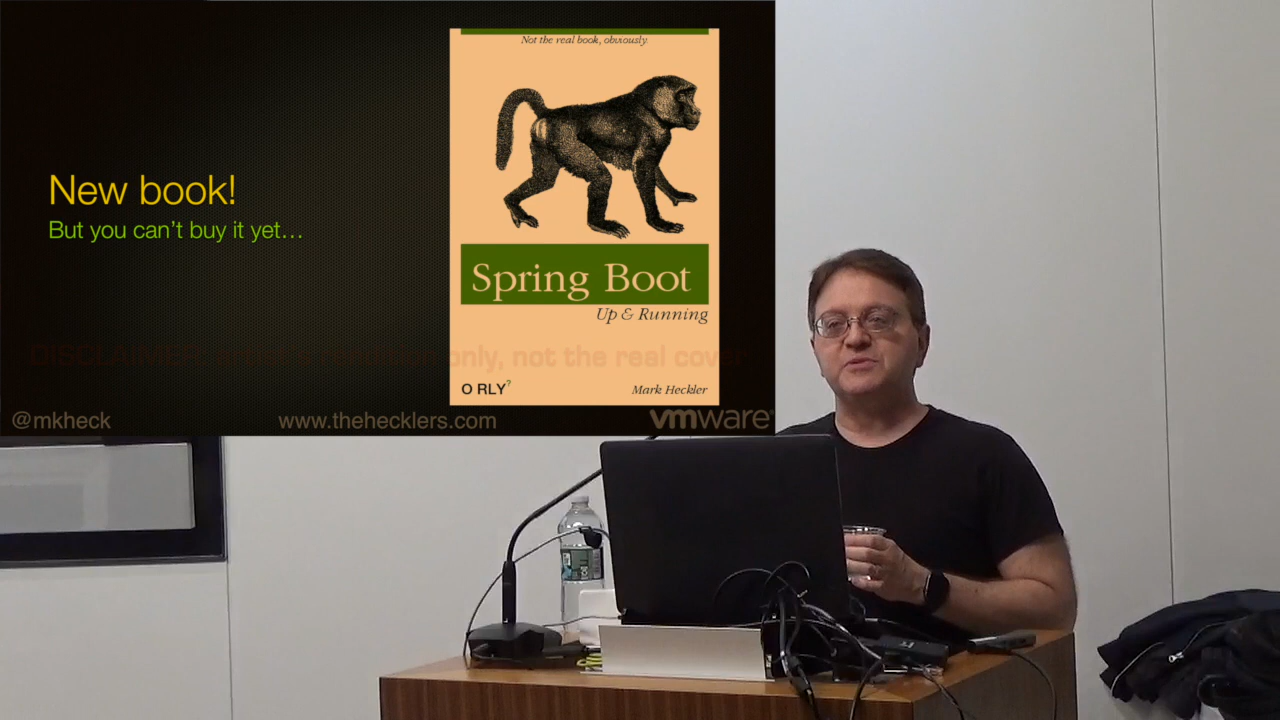 Not the real book, obviously.
New book!
But you can't buy it yet...
Spring Boot
Up & Running
only, not the real cover
O RLY?
Mark Heckler
@mkheck
www.thehecklers.com
vmware